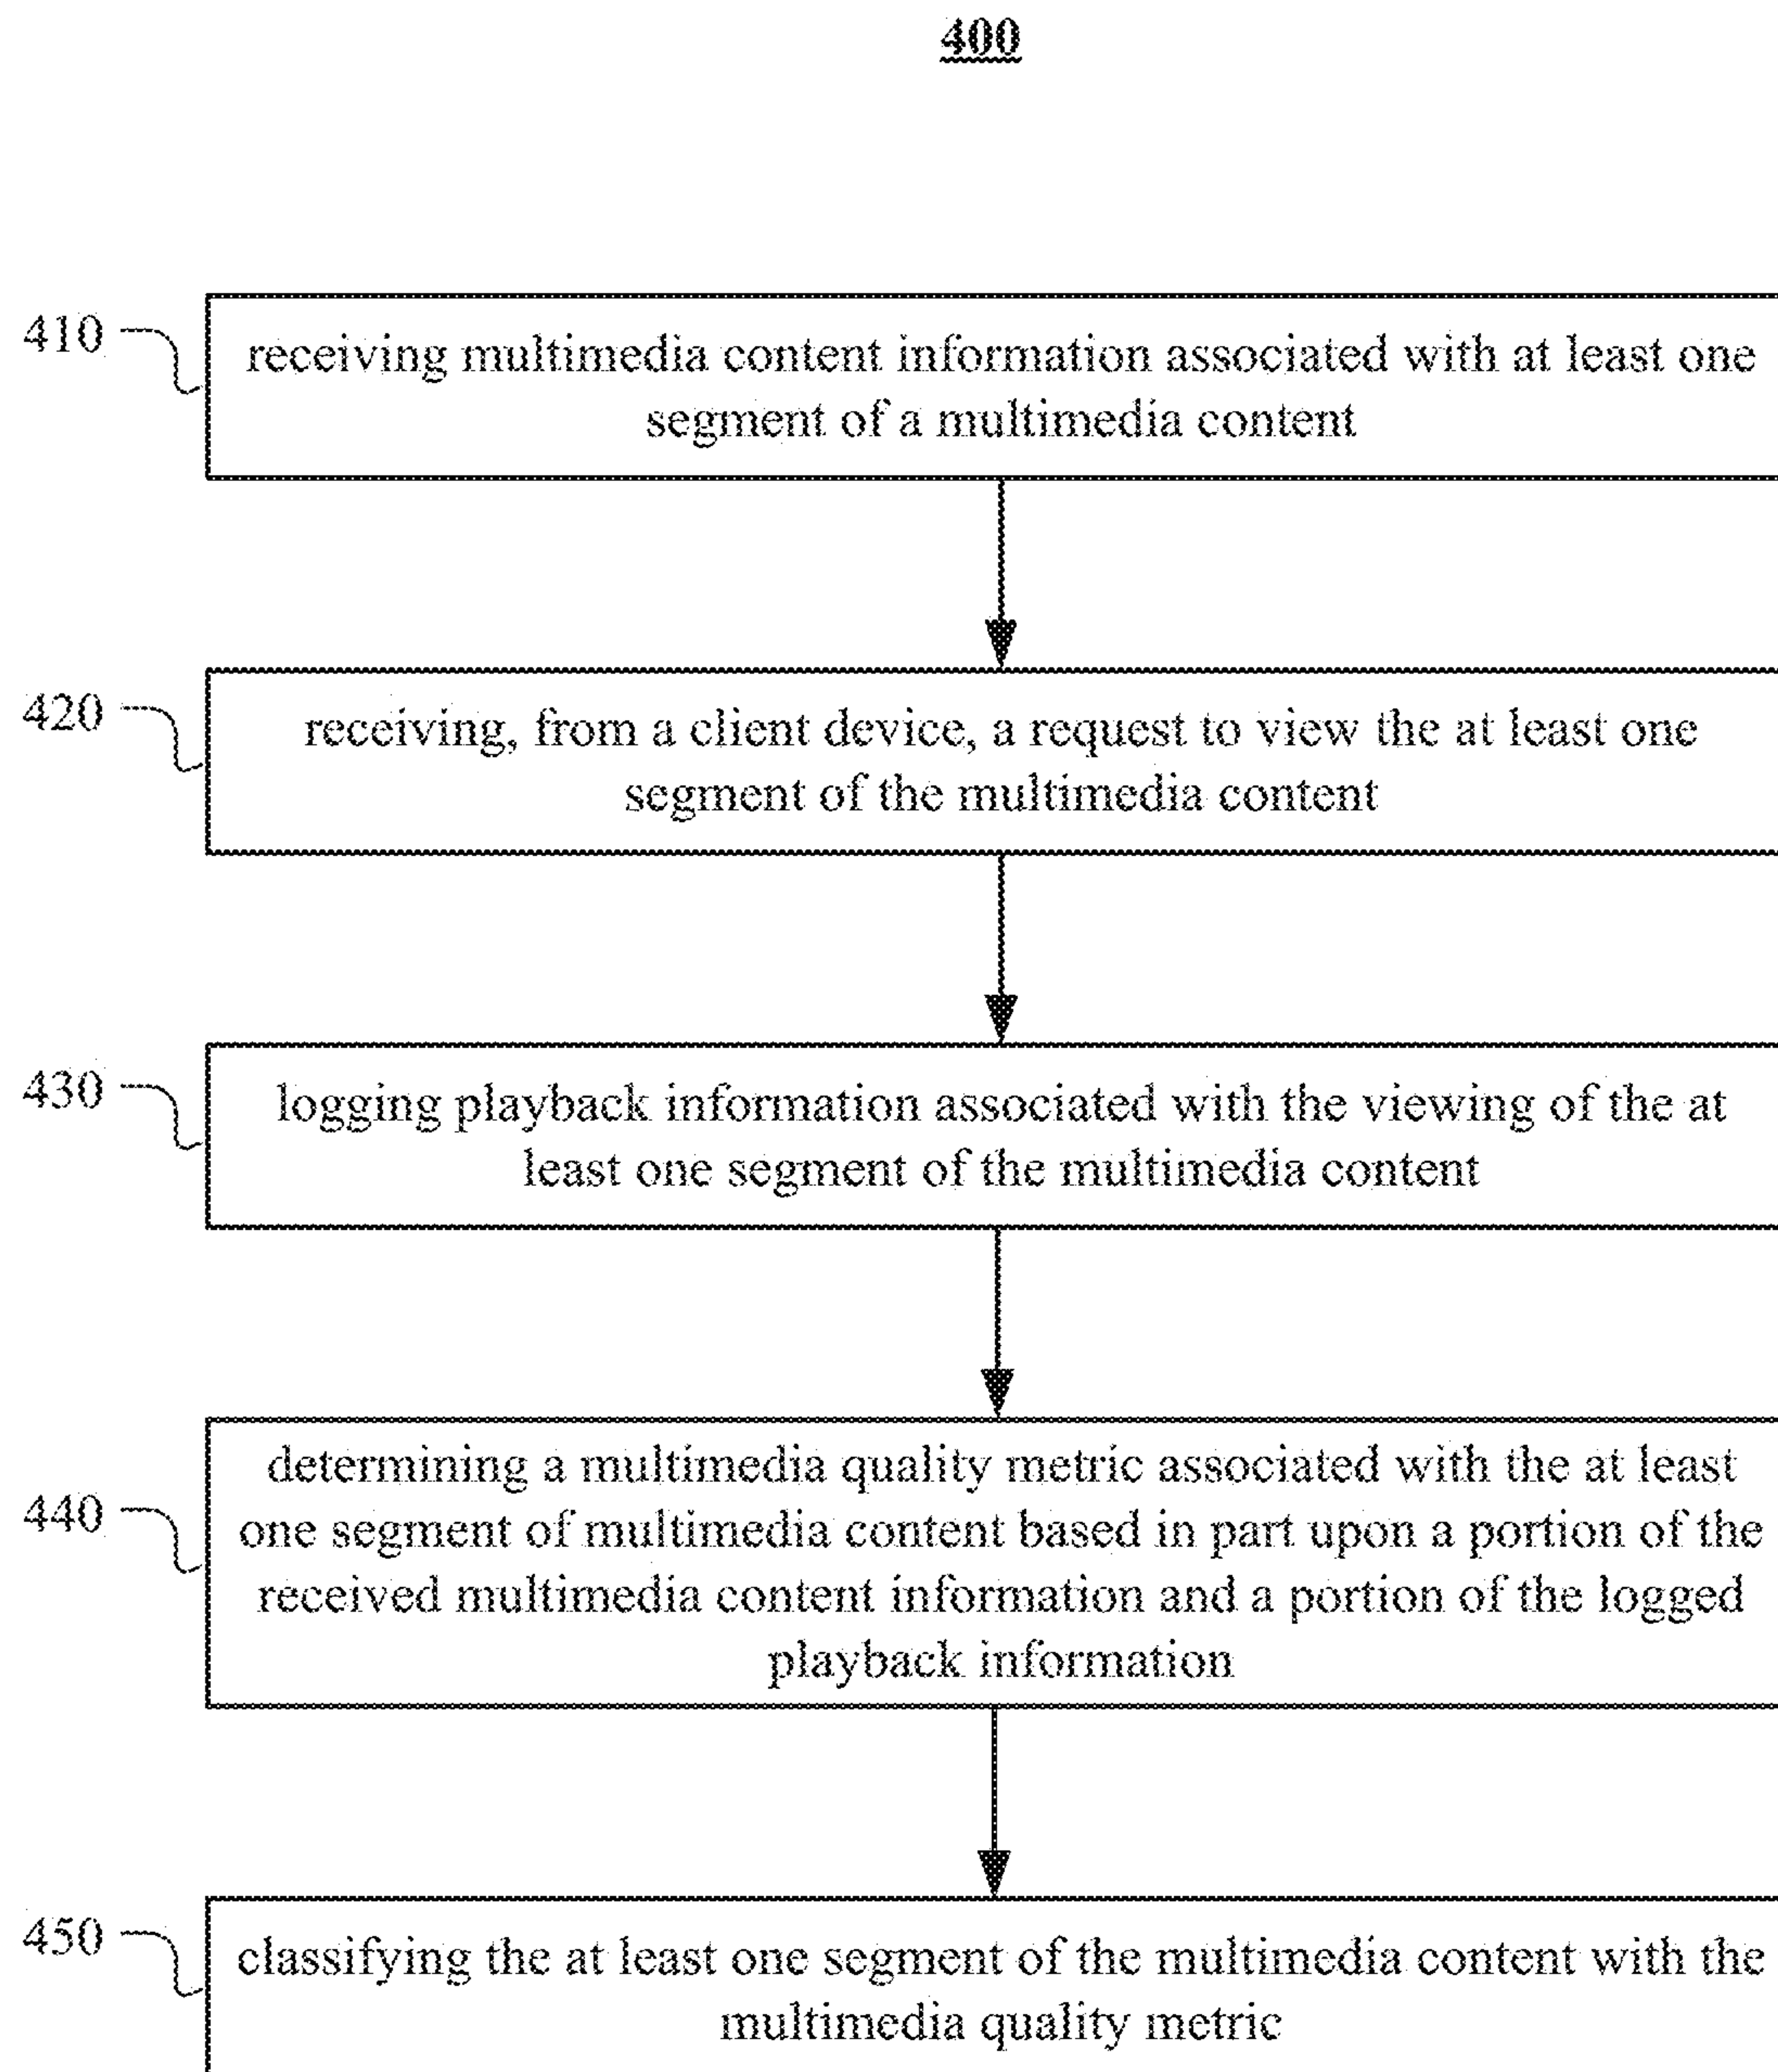 400
410
receiving multimedia content information associated with at least one
segment of a multimedia content
420
receiving, from a client device, a request to view the at least one
segment of the multimedia content
430
logging playback information associated with the viewing of the at
least one segment of the multimedia content
440
determining a multimedia quality metric associated with the at least
one segment of multimedia content based in part upon a portion of the
received multimedia content information and a portion of the logged
playback information
450
classifying the at least one segment of the multimedia content with the
multimedia quality metric